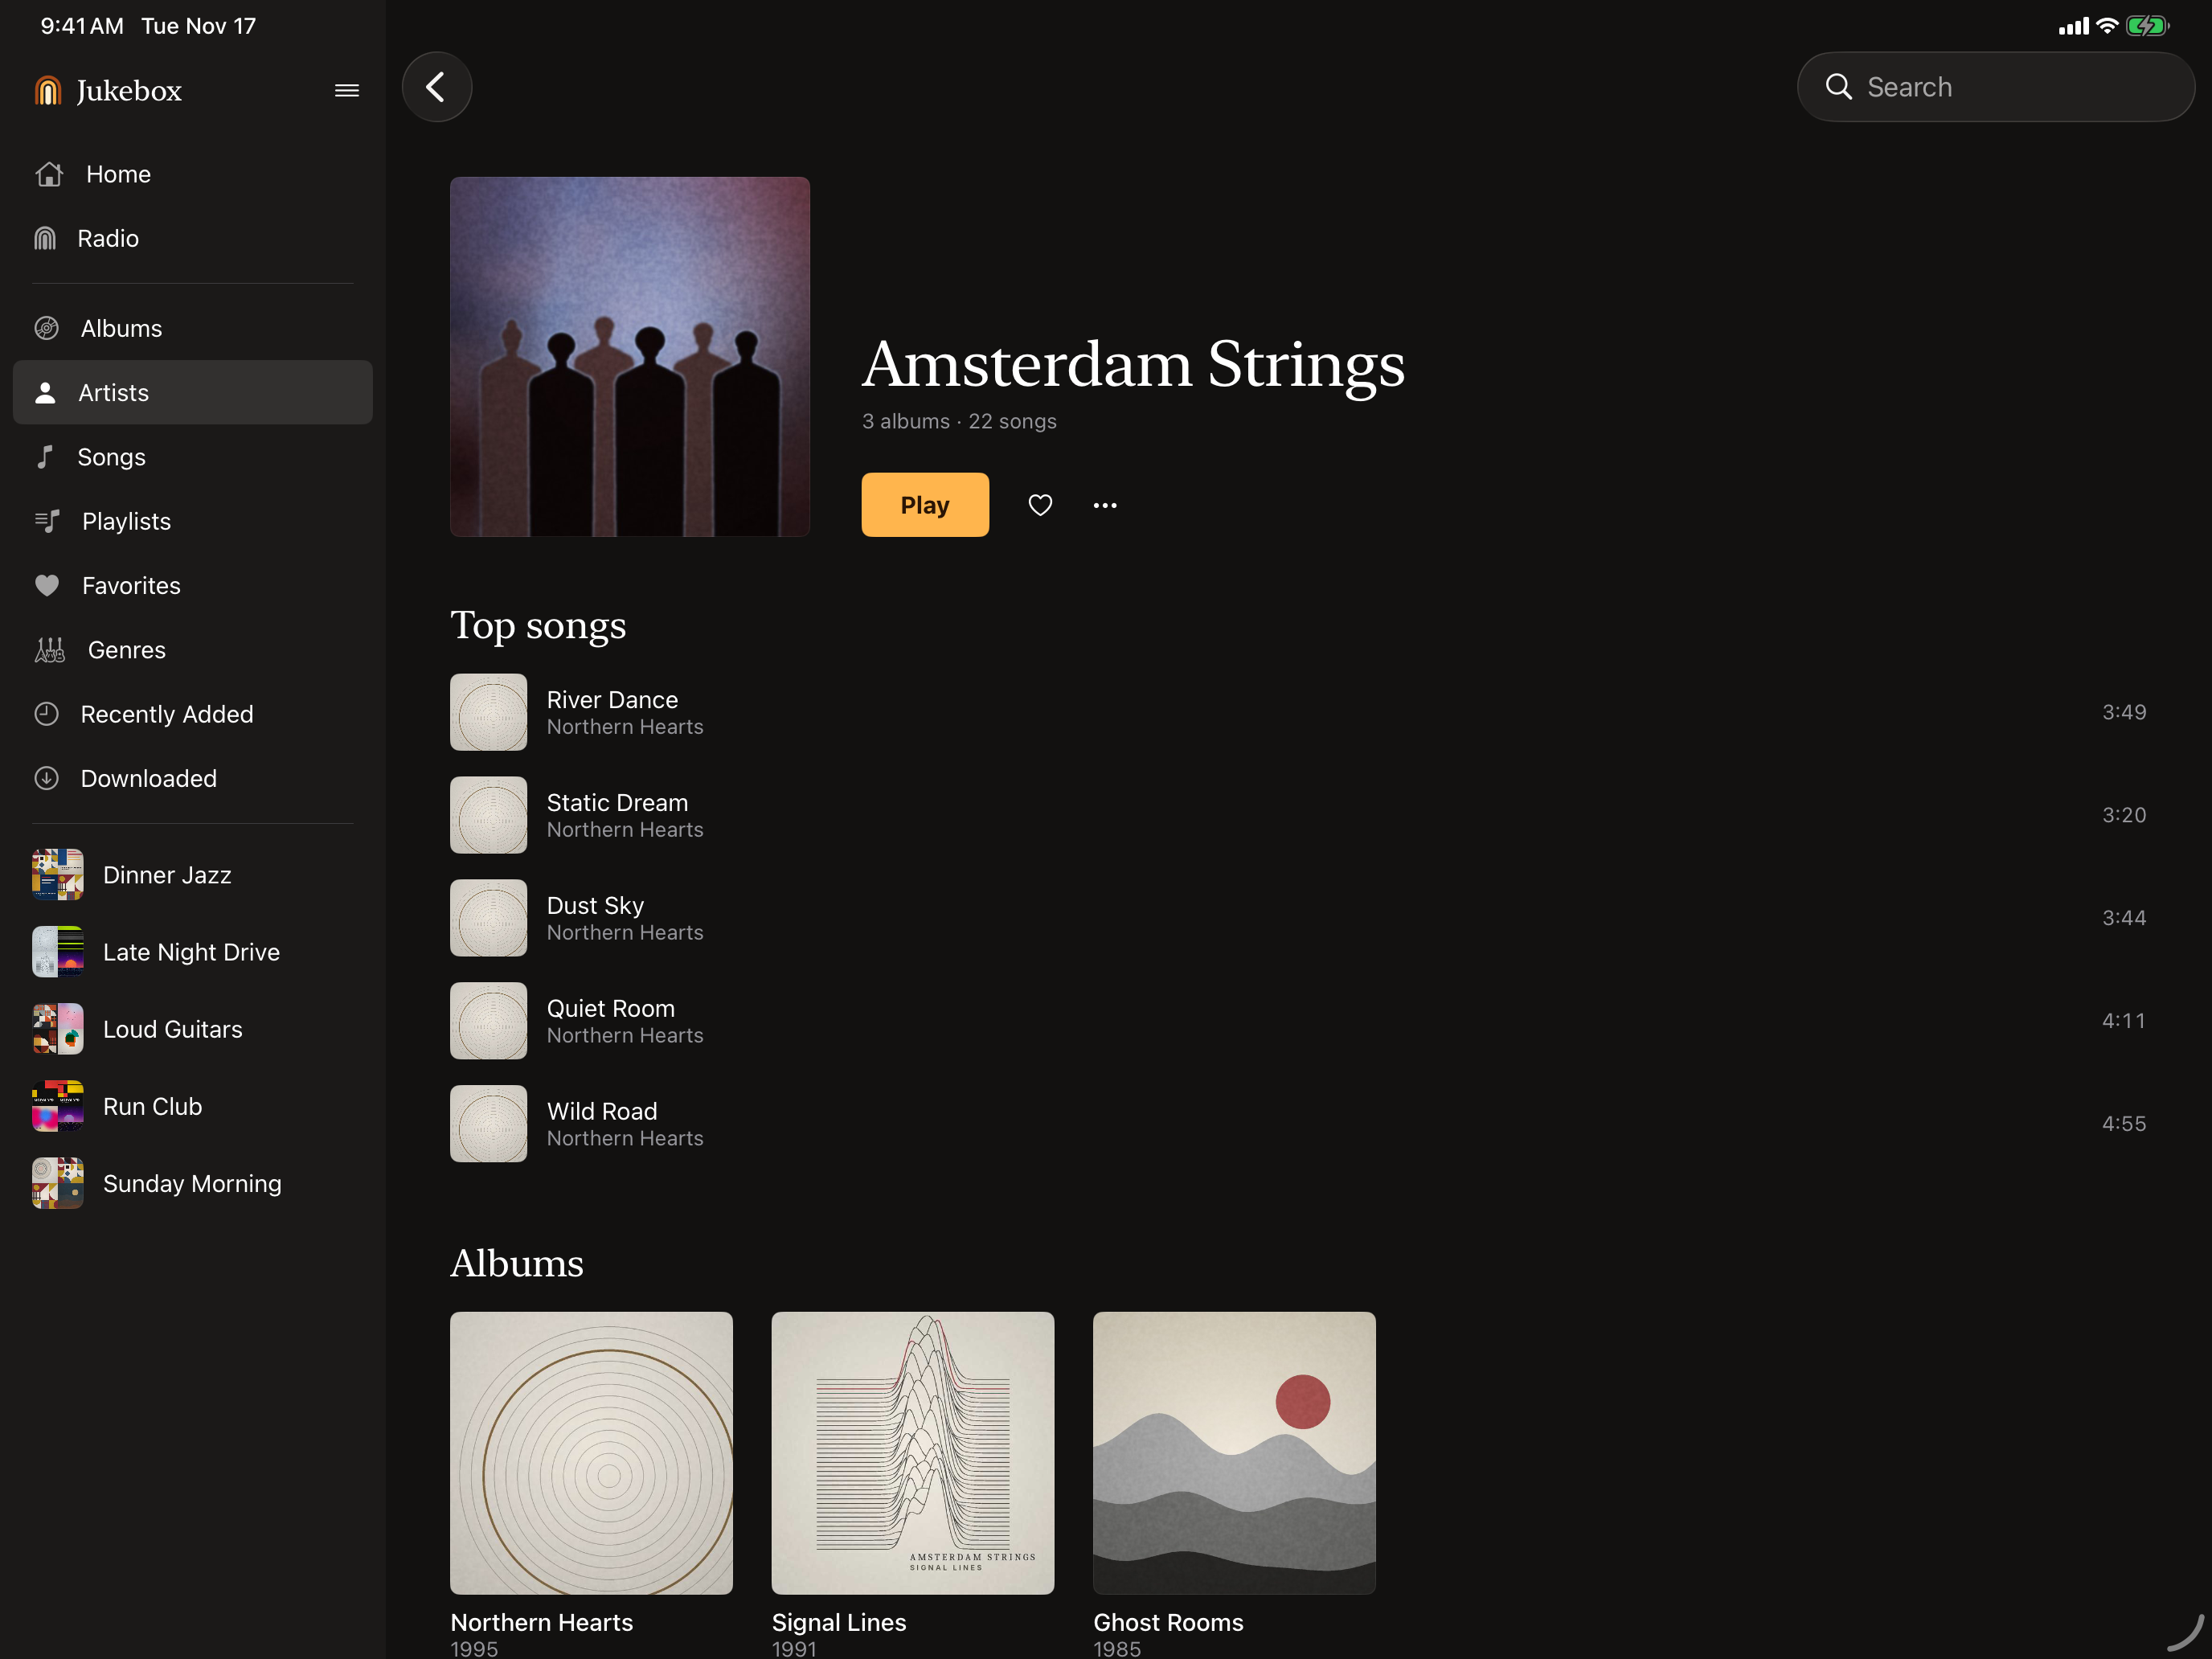 9:41 AM Tue Nov 17
Jukebox
Search
Home
Radio
Albums
Artists
Songs
Playlists
Favorites
Genres
Recently Added
Downloaded
Dinner Jazz
Late Night Drive
Loud Guitars
Run Club
Sunday Morning
Amsterdam Strings
3 albums · 22 songs
Play
Top songs
River Dance
Northern Hearts
3:49
Static Dream
Northern Hearts
3:20
Dust Sky
Northern Hearts
3:44
Quiet Room
Northern Hearts
4:11
Wild Road
Northern Hearts
4:55
Albums
AMSTERDAM STRINGS
SIGNAL LINES
Northern Hearts
1995
Signal Lines
1991
Ghost Rooms
1985